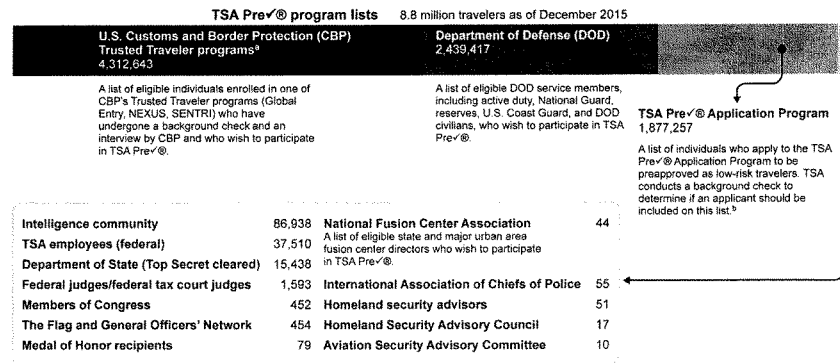 TSA Pre✓® program lists 8.8 million travelers as of December 2015
U.S. Customs and Border Protection (CBP)
Trusted Traveler programsᵃ
4,312,643
Department of Defense (DOD)
2,439,417
A list of eligible individuals enrolled in one of
CBP's Trusted Traveler programs (Global
Entry, NEXUS, SENTRI) who have
undergone a background check and an
interview by CBP and who wish to participate
in TSA Pre✓®.
A list of eligible DOD service members,
including active duty, National Guard,
reserves, U.S. Coast Guard, and DOD
civilians, who wish to participate in TSA
Pre✓®.
TSA Pre✓® Application Program
1,877,257
A list of individuals who apply to the TSA
Pre✓® Application Program to be
preapproved as low-risk travelers. TSA
conducts a background check to
determine if an applicant should be
included on this list.ᵇ
Intelligence community 86,938
TSA employees (federal) 37,510
Department of State (Top Secret cleared) 15,438
Federal judges/federal tax court judges 1,593
Members of Congress 452
The Flag and General Officers' Network 454
Medal of Honor recipients 79
National Fusion Center Association 44
A list of eligible state and major urban area
fusion center directors who wish to participate
in TSA Pre✓®.
International Association of Chiefs of Police 55
Homeland security advisors 51
Homeland Security Advisory Council 17
Aviation Security Advisory Committee 10